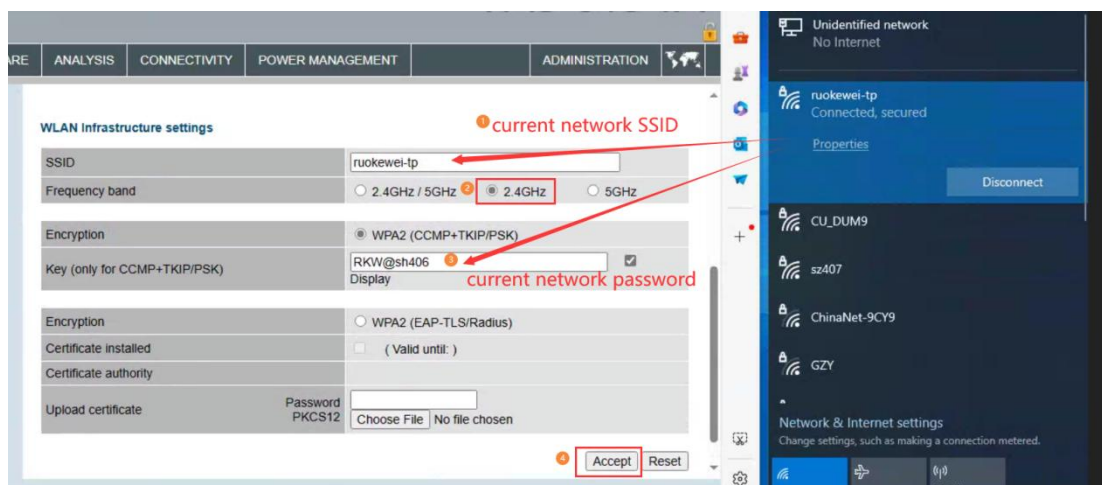 ANALYSIS CONNECTIVITY POWER MANAGEMENT ADMINISTRATION
WLAN Infrastructure settings
1 current network SSID
SSID ruokewei-tp
Frequency band 2.4GHz / 5GHz 2 2.4GHz 5GHz
Encryption WPA2 (CCMP+TKIP/PSK)
Key (only for CCMP+TKIP/PSK) RKW@sh406 3
Display
current network password
Encryption WPA2 (EAP-TLS/Radius)
Certificate installed ( Valid until: )
Certificate authority
Upload certificate Password
PKCS12 Choose File No file chosen
4 Accept Reset
Unidentified network
No Internet
ruokewei-tp
Connected, secured
Properties
Disconnect
CU_DUM9
sz407
ChinaNet-9CY9
GZY
Network & Internet settings
Change settings, such as making a connection metered.